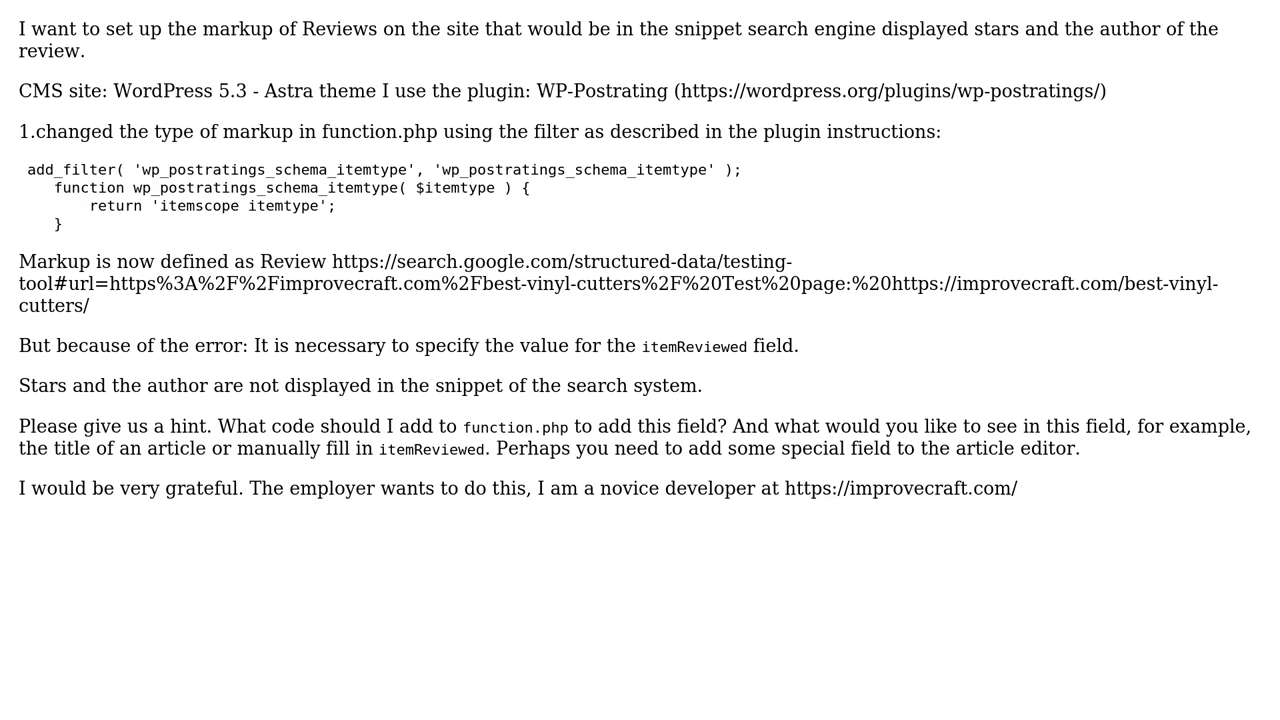 I want to set up the markup of Reviews on the site that would be in the snippet search engine displayed stars and the author of the
review.
CMS site: WordPress 5.3 - Astra theme I use the plugin: WP-Postrating (https://wordpress.org/plugins/wp-postratings/)
1.changed the type of markup in function.php using the filter as described in the plugin instructions:
add_filter( 'wp_postratings_schema_itemtype', 'wp_postratings_schema_itemtype' );
function wp_postratings_schema_itemtype( $itemtype ) {
return 'itemscope itemtype';
}
Markup is now defined as Review https://search.google.com/structured-data/testing-
tool#url=https%3A%2F%2Fimprovecraft.com%2Fbest-vinyl-cutters%2F%20Test%20page:%20https://improvecraft.com/best-vinyl-
cutters/
But because of the error: It is necessary to specify the value for the itemReviewed field.
Stars and the author are not displayed in the snippet of the search system.
Please give us a hint. What code should I add to function.php to add this field? And what would you like to see in this field, for example,
the title of an article or manually fill in itemReviewed. Perhaps you need to add some special field to the article editor.
I would be very grateful. The employer wants to do this, I am a novice developer at https://improvecraft.com/